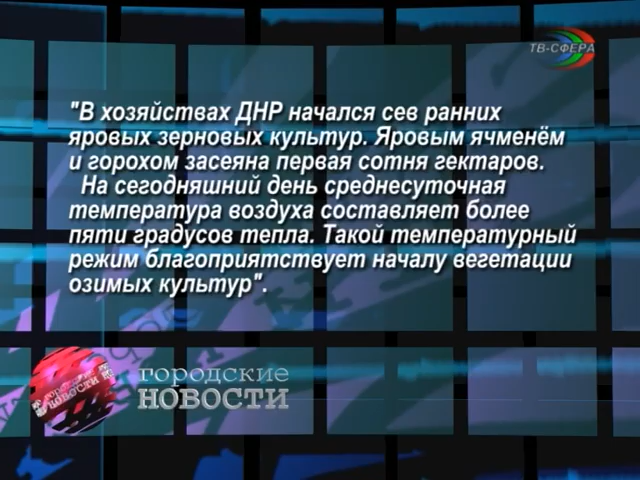 ТВ-СФЕРА
"В хозяйствах ДНР начался сев ранних
яровых зерновых культур. Яровым ячменём
и горохом засеяна первая сотня гектаров.
На сегодняшний день среднесуточная
температура воздуха составляет более
пяти градусов тепла. Такой температурный
режим благоприятствует началу вегетации
озимых культур".
городские
НОВОСТИ